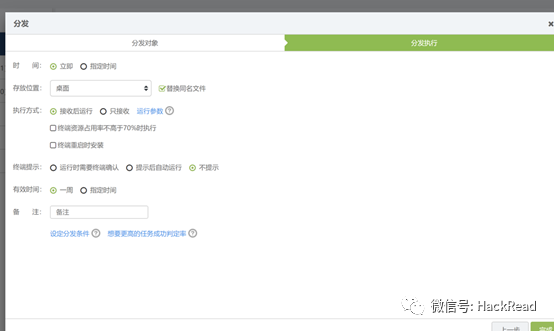 分发
分发对象 分发执行
时 间: 立即 指定时间
存放位置: 桌面 替换同名文件
执行方式: 接收后运行 只接收 运行参数 ?
终端资源占用率不高于70%时执行
终端重启时安装
终端提示: 运行时需要终端确认 提示后自动运行 不提示
有效时间: 一周 指定时间
备 注: 备注
设定分发条件 ? 想要更高的任务成功判定率 ?
微信号: HackRead
上一步 完成